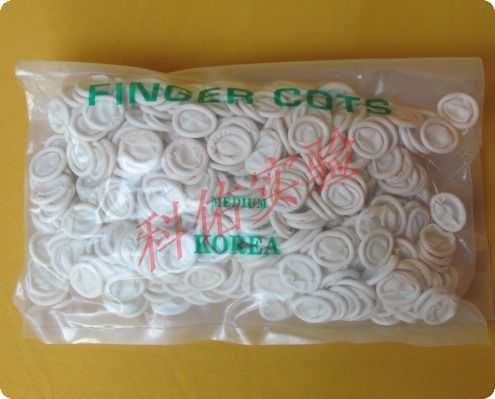 FINGER COTS
科佑实验
MEDIUM
KOREA